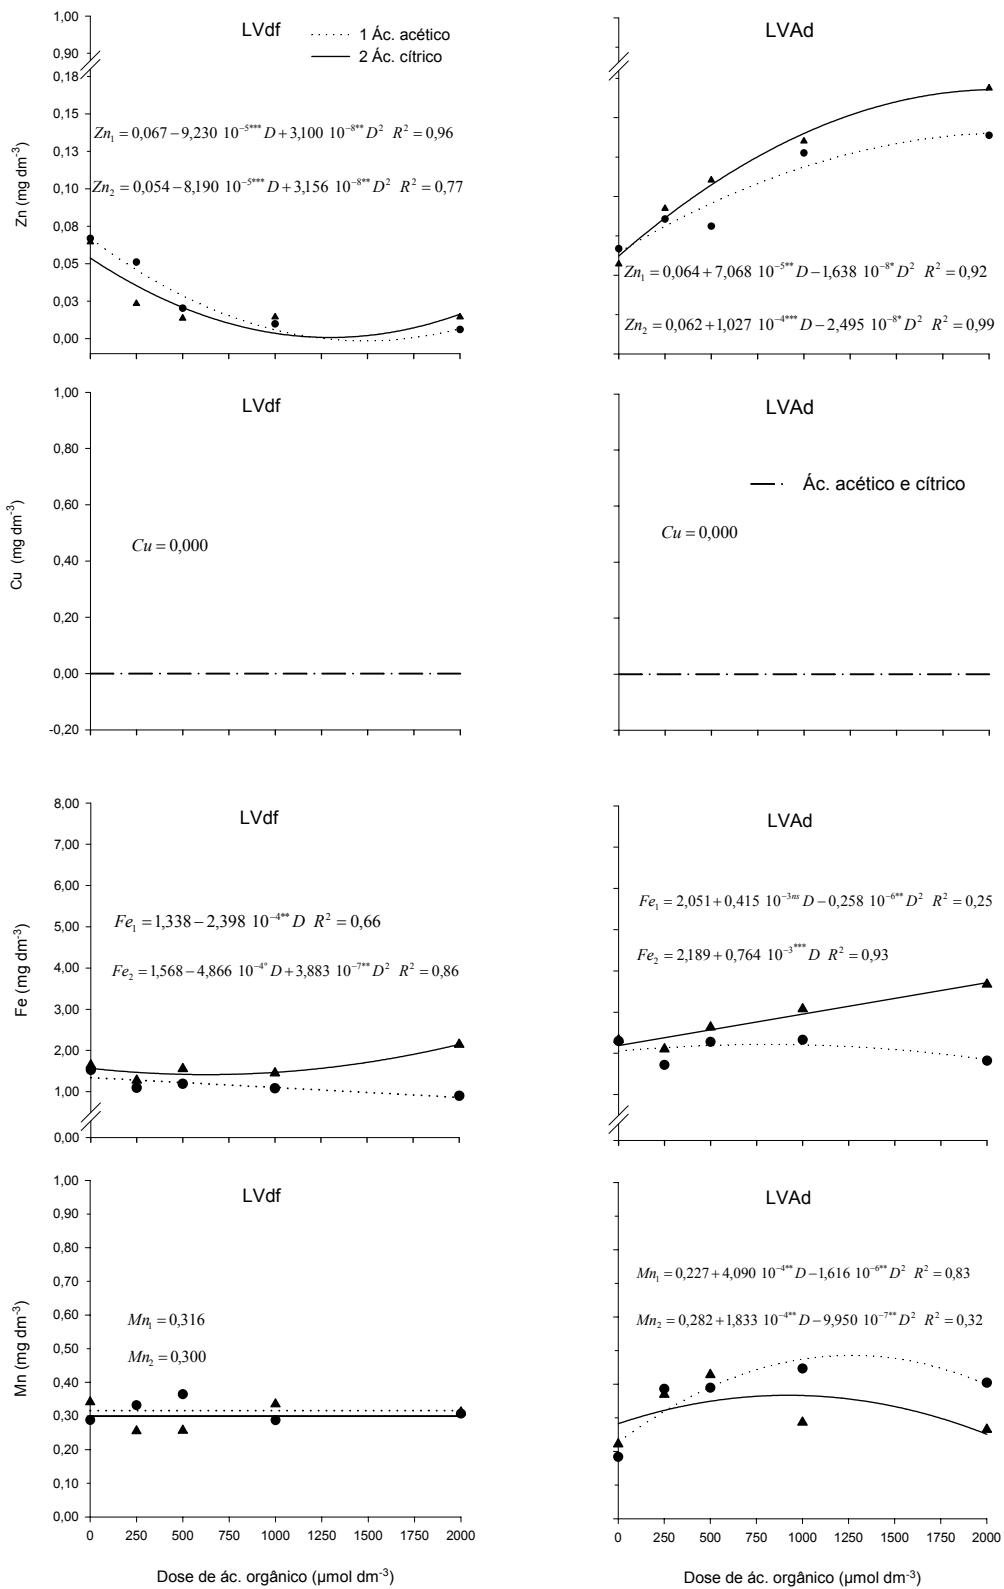 LVdf
1 Ác. acético
2 Ác. cítrico
1,00
0,90
0,18
0,15
0,13
0,10
0,08
0,05
0,03
0,00
Zn (mg dm⁻³)
Zn₁ = 0,067 − 9,230 10⁻⁵*** D + 3,100 10⁻⁸** D² R² = 0,96
Zn₂ = 0,054 − 8,190 10⁻⁵*** D + 3,156 10⁻⁸** D² R² = 0,77
LVAd
Zn₁ = 0,064 + 7,068 10⁻⁵** D − 1,638 10⁻⁸* D² R² = 0,92
Zn₂ = 0,062 + 1,027 10⁻⁴*** D − 2,495 10⁻⁸* D² R² = 0,99
LVdf
1,00
0,80
0,60
0,40
0,20
0,00
-0,20
Cu (mg dm⁻³)
Cu = 0,000
LVAd
Ác. acético e cítrico
Cu = 0,000
LVdf
8,00
7,00
6,00
5,00
4,00
3,00
2,00
1,00
0,00
Fe (mg dm⁻³)
Fe₁ = 1,338 − 2,398 10⁻⁴** D R² = 0,66
Fe₂ = 1,568 − 4,866 10⁻⁴° D + 3,883 10⁻⁷** D² R² = 0,86
LVAd
Fe₁ = 2,051 + 0,415 10⁻³ⁿˢ D − 0,258 10⁻⁶** D² R² = 0,25
Fe₂ = 2,189 + 0,764 10⁻³*** D R² = 0,93
LVdf
1,00
0,90
0,80
0,70
0,60
0,50
0,40
0,30
0,20
0,10
0,00
Mn (mg dm⁻³)
Mn₁ = 0,316
Mn₂ = 0,300
0 250 500 750 1000 1250 1500 1750 2000
Dose de ác. orgânico (µmol dm⁻³)
LVAd
Mn₁ = 0,227 + 4,090 10⁻⁴** D − 1,616 10⁻⁶** D² R² = 0,83
Mn₂ = 0,282 + 1,833 10⁻⁴** D − 9,950 10⁻⁷** D² R² = 0,32
0 250 500 750 1000 1250 1500 1750 2000
Dose de ác. orgânico (µmol dm⁻³)